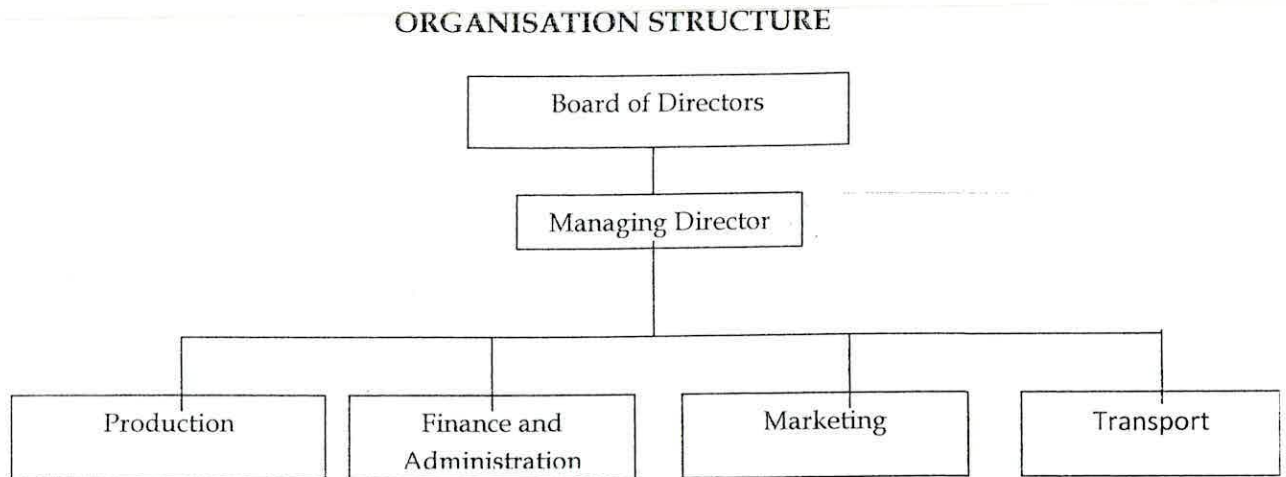 ORGANISATION STRUCTURE
Board of Directors
Managing Director
Production
Finance and
Administration
Marketing
Transport